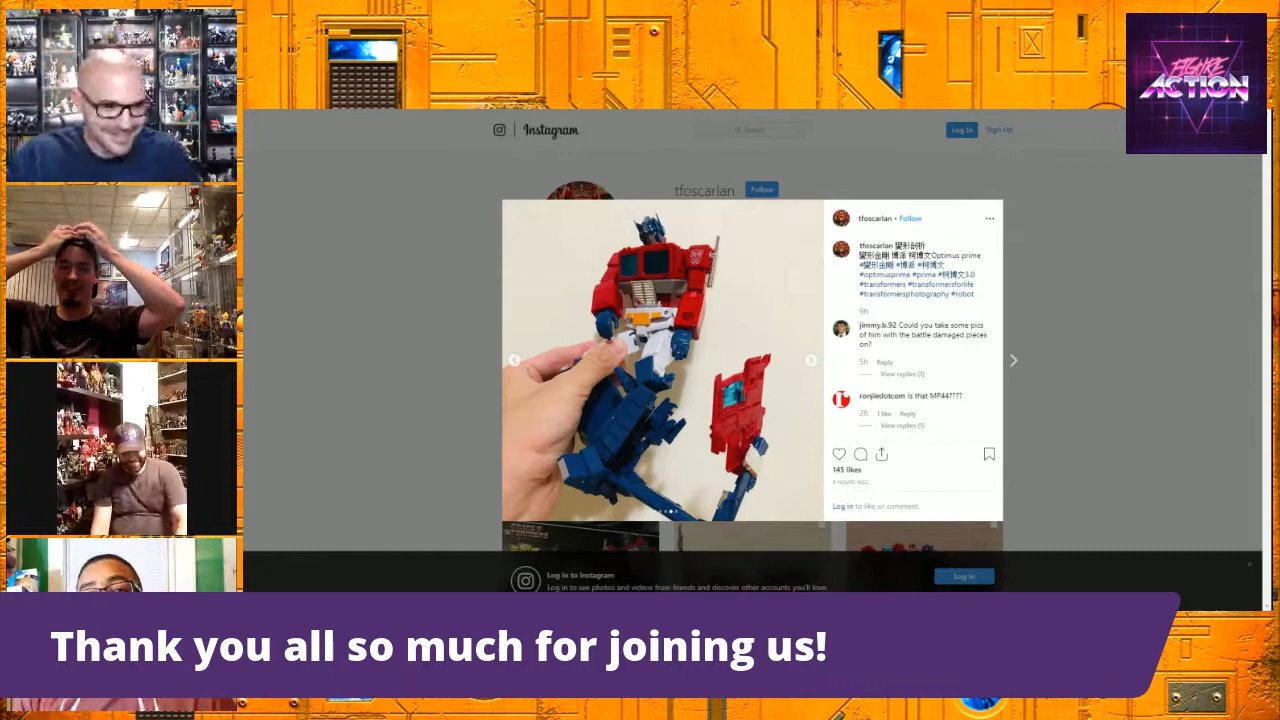 FIGURE
ACTION
Instagram
Search
Log In
Sign Up
tfoscarlan
Follow
tfoscarlan • Follow
tfoscarlan 變形剖析
變形金剛 博派 柯博文Optimus prime
#變形金剛 #博派 #柯博文
#optimusprime #prime #柯博文3.0
#transformers #transformersforlife
#transformersphotography #robot
9h
jimmy.b.92 Could you take some pics
of him with the battle damaged pieces
on?
5h Reply
View replies (1)
ronjiedotcom Is that MP44????
2h 1 like Reply
View replies (1)
145 likes
HOURS AGO
Log in to like or comment.
Log In to Instagram
Log in to see photos and videos from friends and discover other accounts you'll love.
Log In
Thank you all so much for joining us!